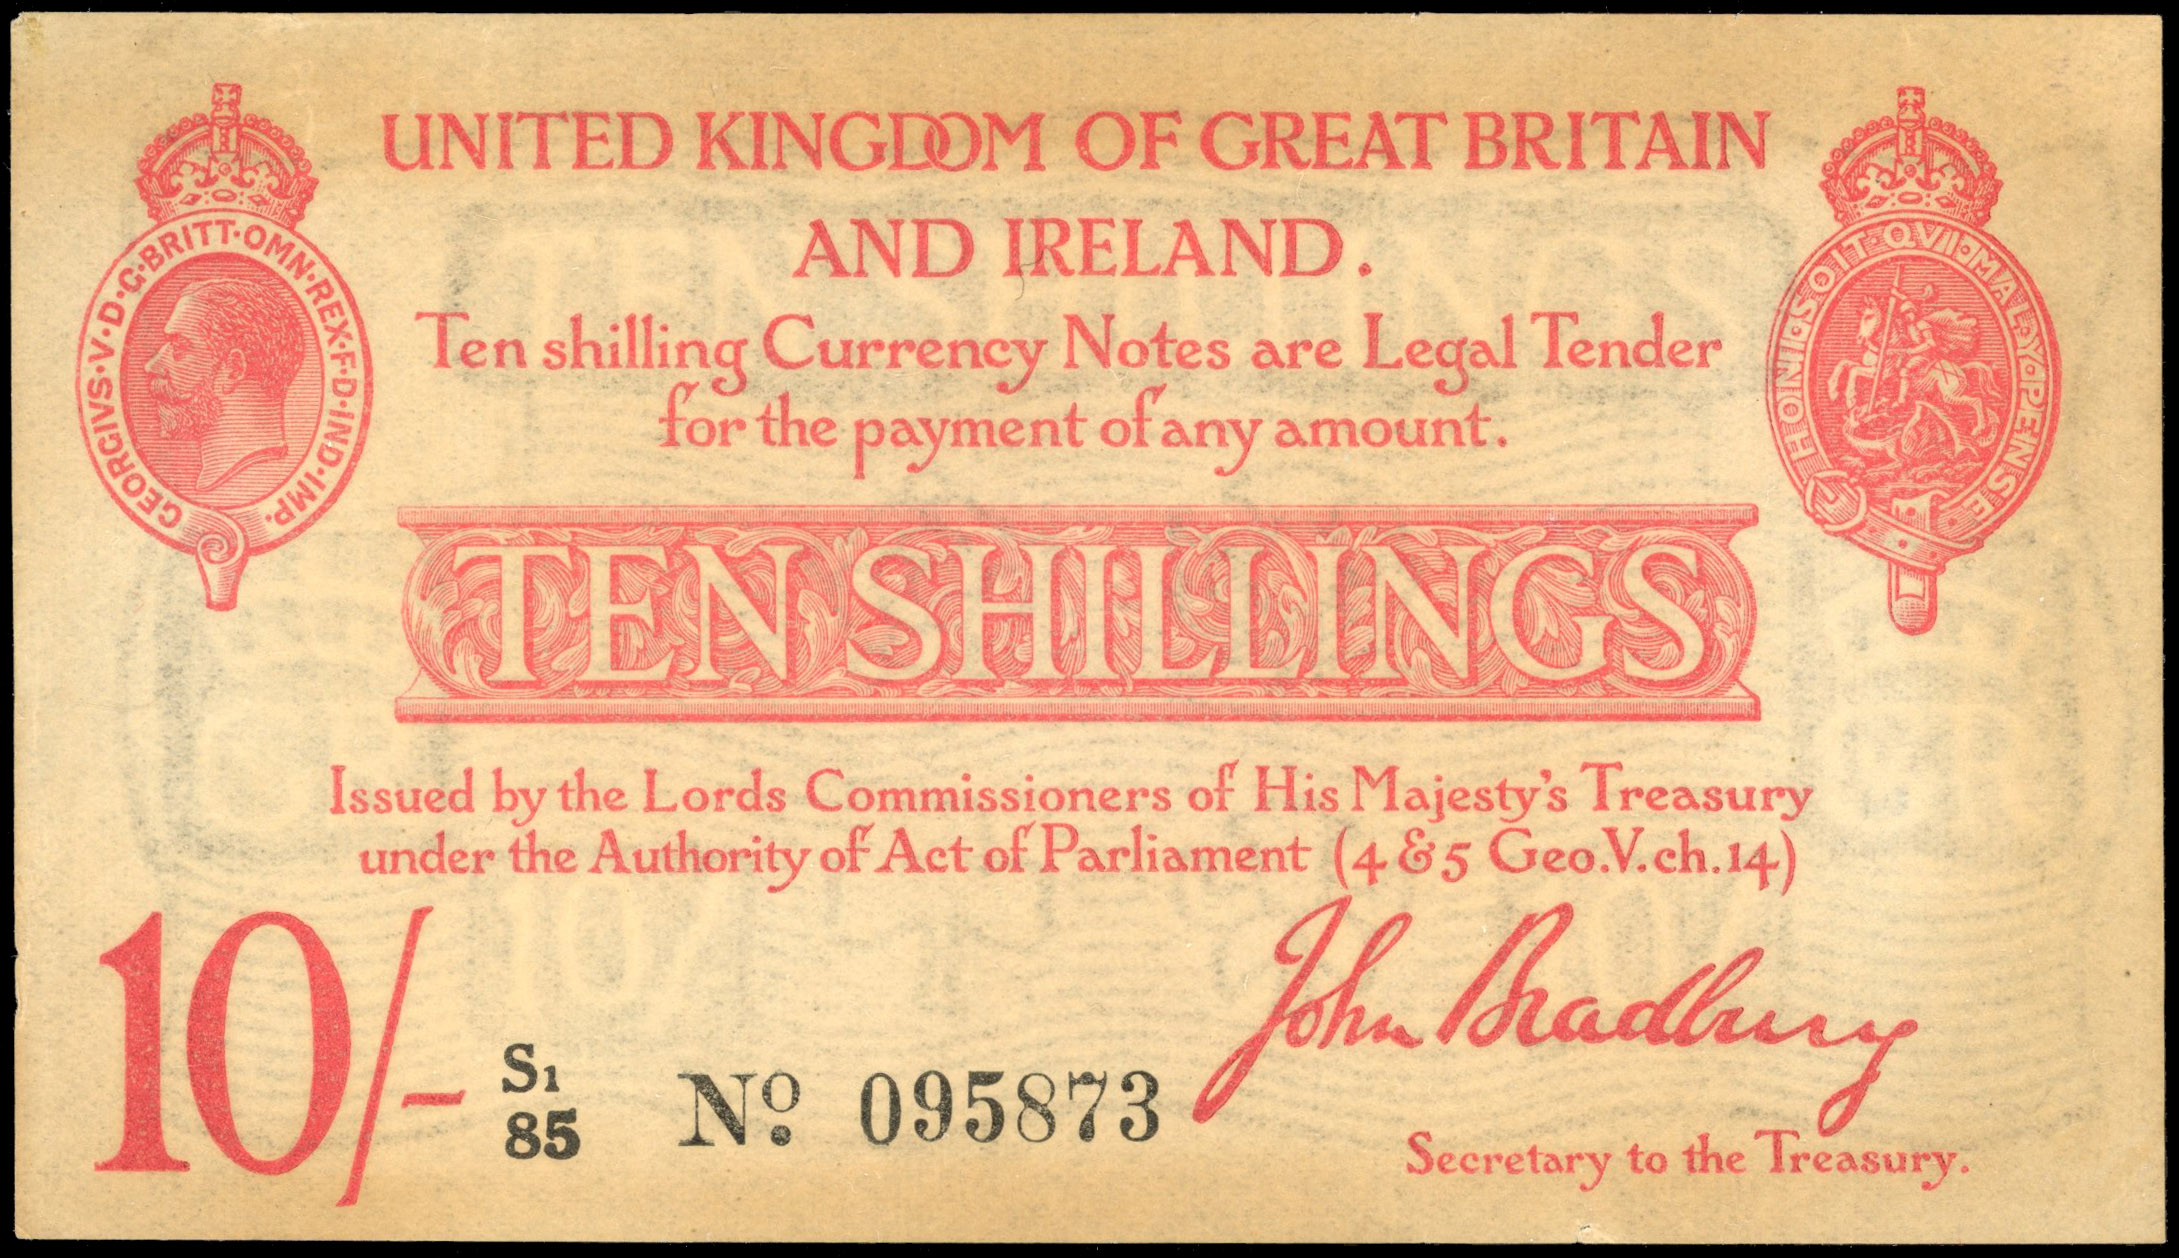 UNITED KINGDOM OF GREAT BRITAIN
AND IRELAND.
GEORGIVS·V·D·G·BRITT·OMN·REX·F·D·IND·IMP.
HONI·SOIT·QVI·MAL·Y·PENSE
Ten shilling Currency Notes are Legal Tender
for the payment of any amount.
TEN SHILLINGS
Issued by the Lords Commissioners of His Majesty's Treasury
under the Authority of Act of Parliament (4 & 5 Geo.V.ch.14)
10/-
S1
85
No. 095873
John Bradbury
Secretary to the Treasury.